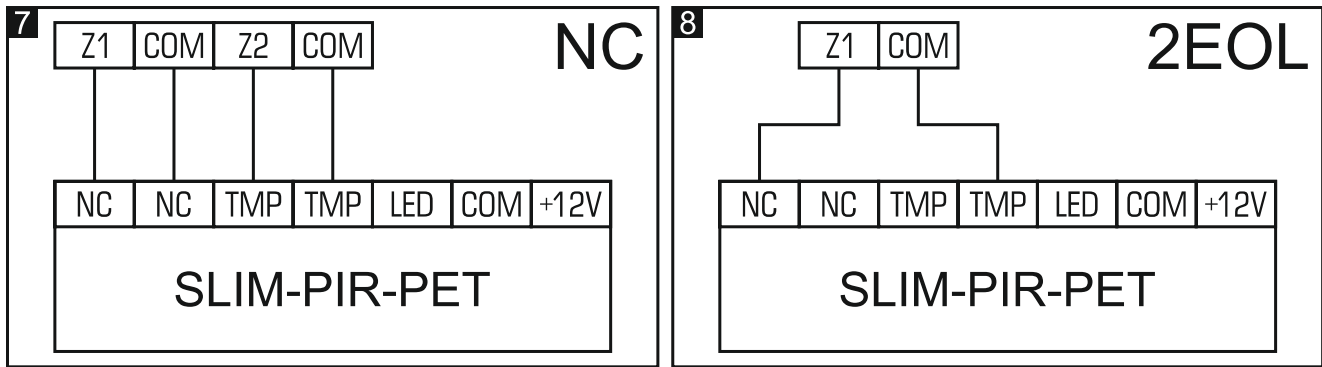 7
Z1 COM Z2 COM
NC
NC NC TMP TMP LED COM +12V
SLIM-PIR-PET
8
Z1 COM
2EOL
NC NC TMP TMP LED COM +12V
SLIM-PIR-PET